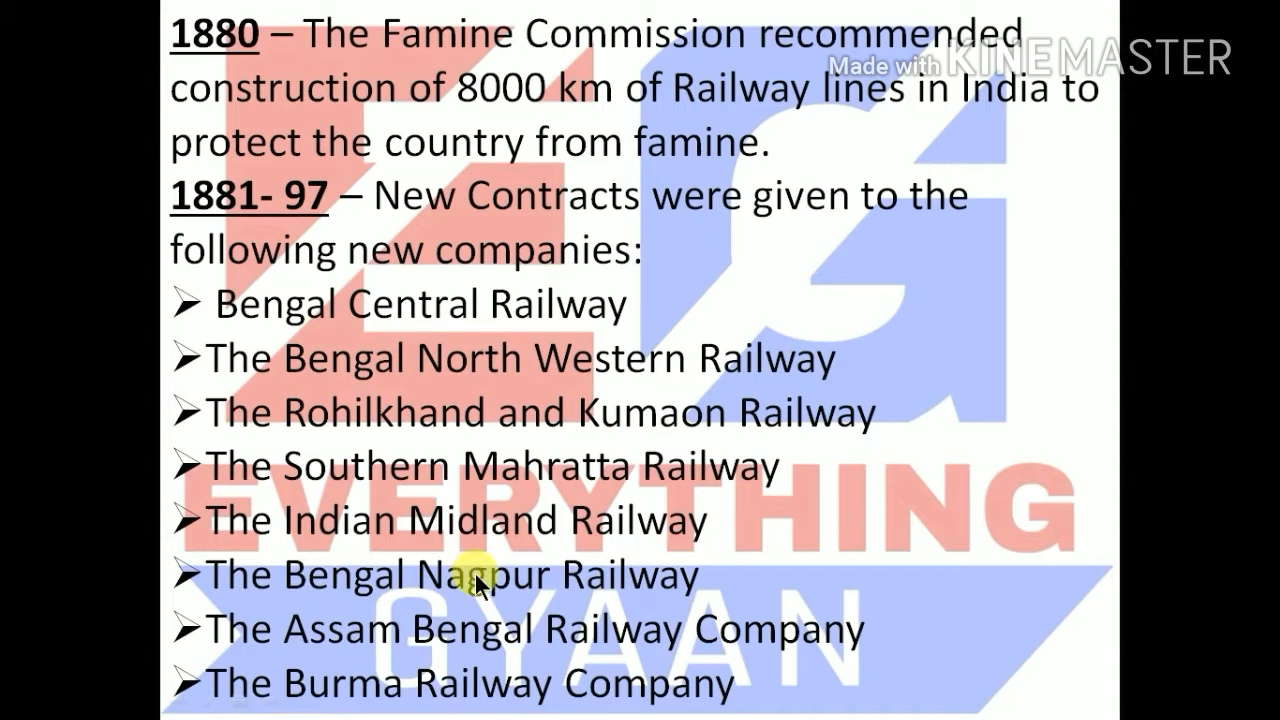 1880 – The Famine Commission recommended
Made with KINEMASTER
construction of 8000 km of Railway lines in India to
protect the country from famine.
1881- 97 – New Contracts were given to the
following new companies:
➢ Bengal Central Railway
➢The Bengal North Western Railway
➢The Rohilkhand and Kumaon Railway
➢The Southern Mahratta Railway
➢The Indian Midland Railway
➢The Bengal Nagpur Railway
➢The Assam Bengal Railway Company
➢The Burma Railway Company
EG
EVERYTHING
GYAAN